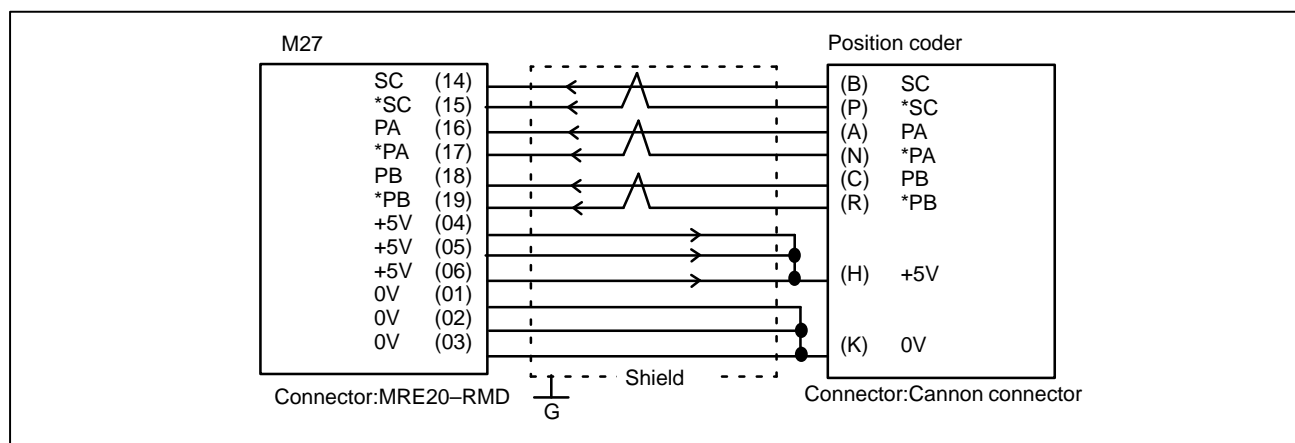 M27 Position coder
SC (14) (B) SC
*SC (15) (P) *SC
PA (16) (A) PA
*PA (17) (N) *PA
PB (18) (C) PB
*PB (19) (R) *PB
+5V (04)
+5V (05)
+5V (06) (H) +5V
0V (01)
0V (02)
0V (03) (K) 0V
Shield
Connector:MRE20–RMD Connector:Cannon connector
G